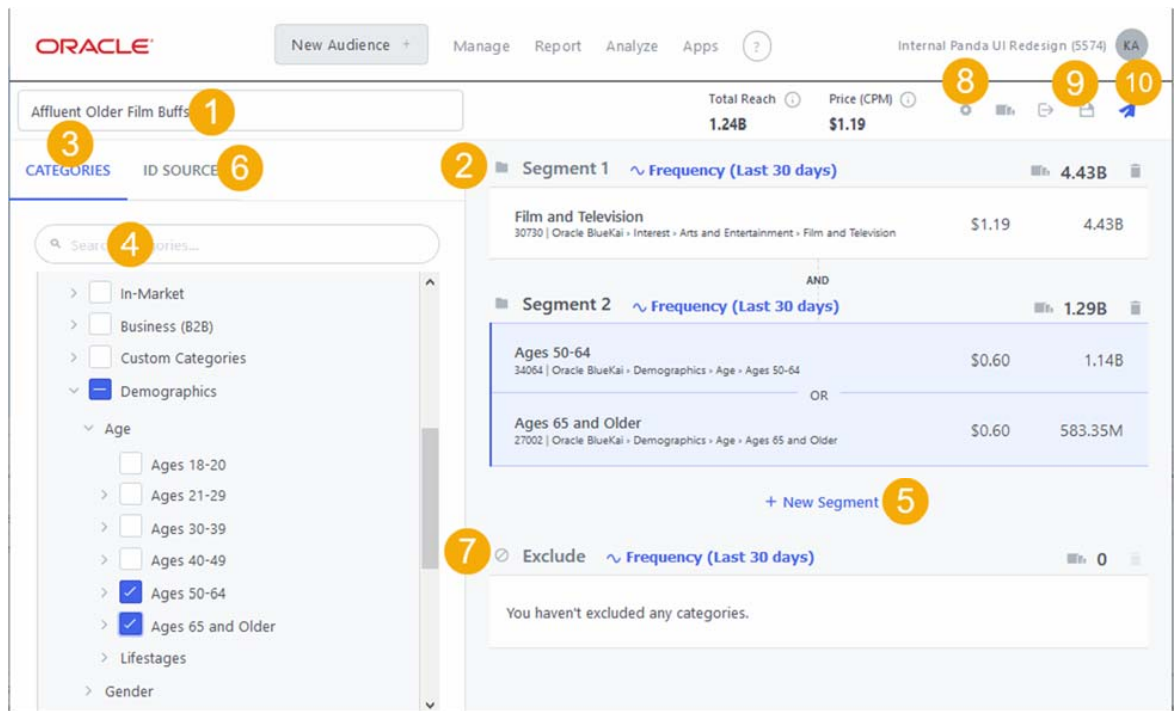 ORACLE
New Audience +
Manage Report Analyze Apps ?
Internal Panda UI Redesign (5574) KA
Affluent Older Film Buffs 1
Total Reach
1.24B
Price (CPM)
$1.19
8
9
10
3
CATEGORIES
6
4
In-Market
Business (B2B)
Custom Categories
Demographics
Age
Ages 18-20
Ages 21-29
Ages 30-39
Ages 40-49
Ages 50-64
Ages 65 and Older
Lifestages
Gender
2 Segment 1 Frequency (Last 30 days) 4.43B
Film and Television $1.19 4.43B
30730 | Oracle BlueKai › Interest › Arts and Entertainment › Film and Television
AND
Segment 2 Frequency (Last 30 days) 1.29B
Ages 50-64 $0.60 1.14B
34064 | Oracle BlueKai › Demographics › Age › Ages 50-64
OR
Ages 65 and Older $0.60 583.35M
27002 | Oracle BlueKai › Demographics › Age › Ages 65 and Older
+ New Segment 5
7 Exclude Frequency (Last 30 days) 0
You haven't excluded any categories.